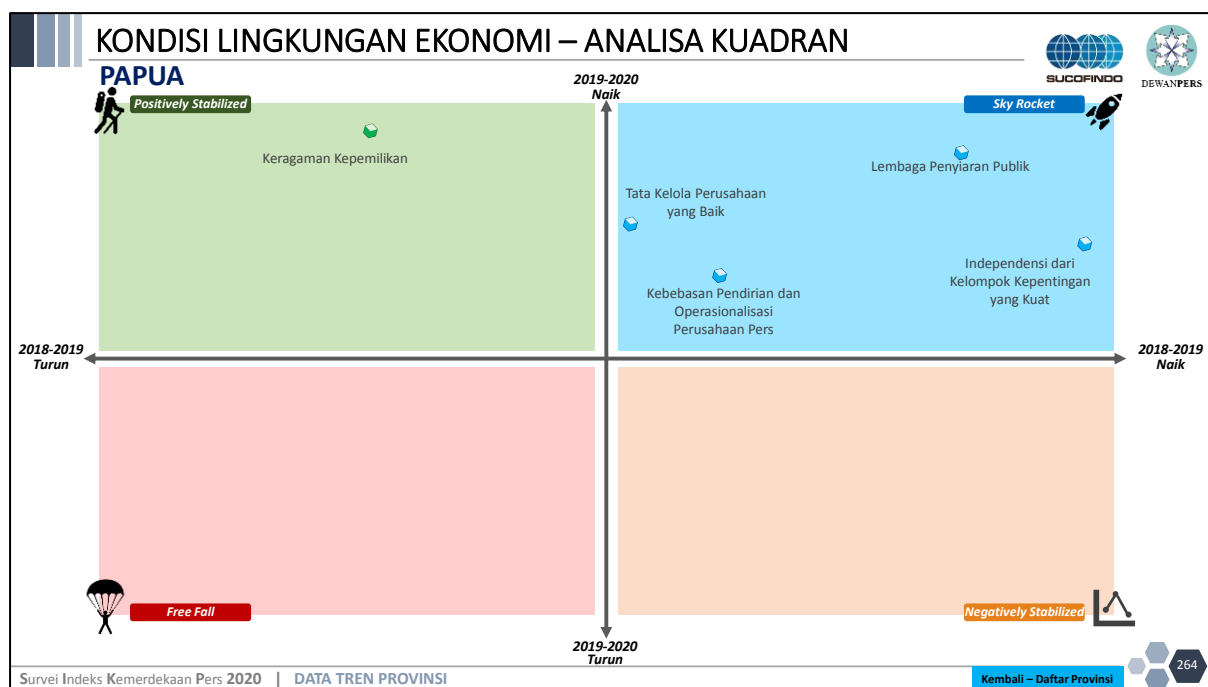 KONDISI LINGKUNGAN EKONOMI – ANALISA KUADRAN
PAPUA
SUCOFINDO
DEWANPERS
2019-2020
Naik
Positively Stabilized
Sky Rocket
Keragaman Kepemilikan
Lembaga Penyiaran Publik
Tata Kelola Perusahaan
yang Baik
Independensi dari
Kelompok Kepentingan
yang Kuat
Kebebasan Pendirian dan
Operasionalisasi
Perusahaan Pers
2018-2019
Turun
2018-2019
Naik
Free Fall
Negatively Stabilized
2019-2020
Turun
Survei Indeks Kemerdekaan Pers 2020 | DATA TREN PROVINSI
Kembali – Daftar Provinsi
264